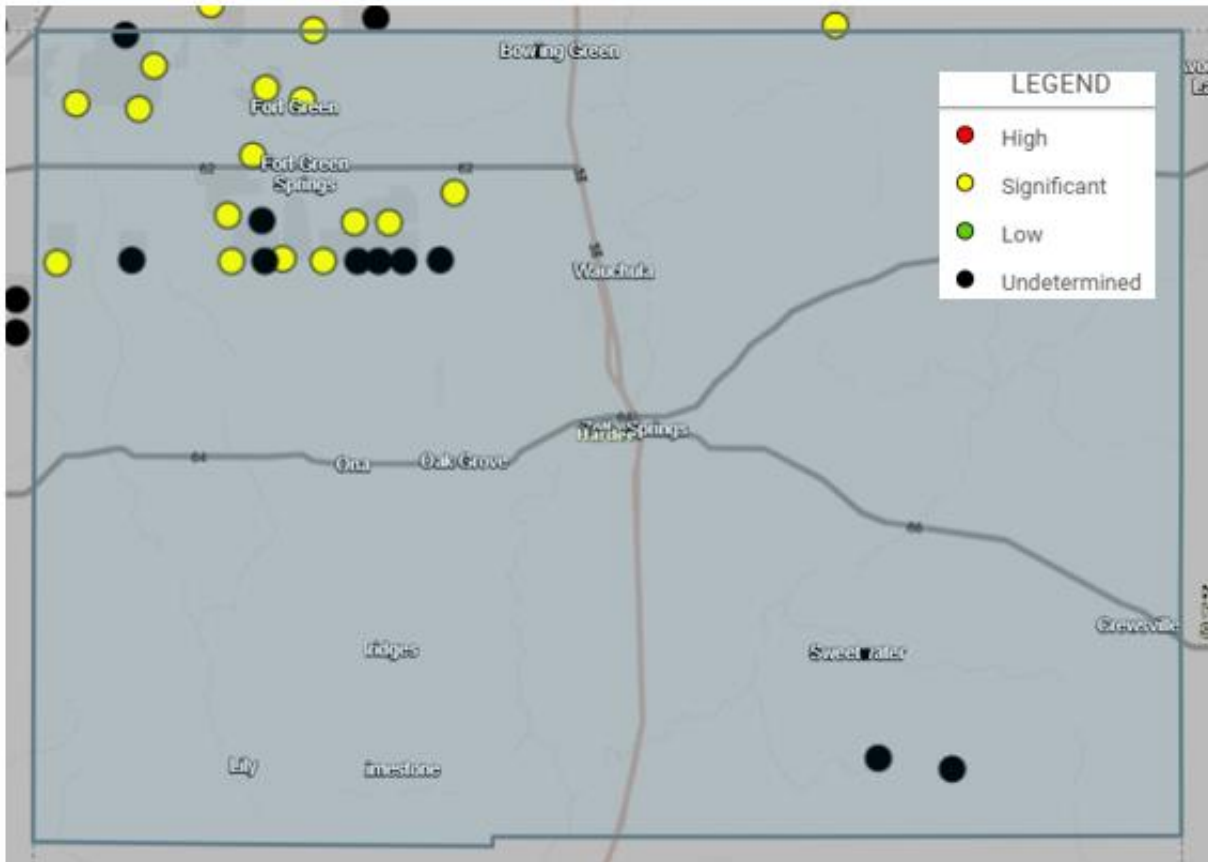 Bowling Green
LEGEND
High
Significant
Low
Undetermined
Fort Green
62
62
Fort Green
Springs
Wauchula
64
Ona
Oak Grove
66
Crewsville
Sweetwater
Lily